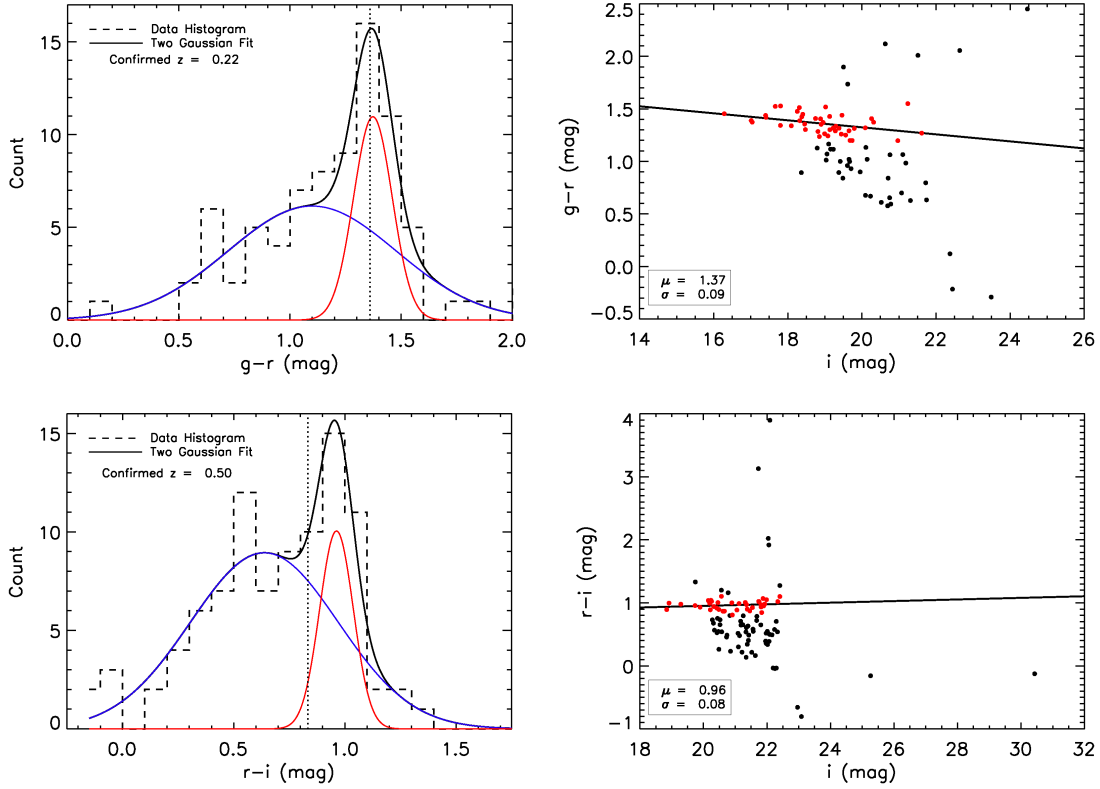 Data Histogram
Two Gaussian Fit
Confirmed z = 0.22
15
10
5
0
Count
0.0 0.5 1.0 1.5 2.0
g−r (mag)
2.5
2.0
1.5
1.0
0.5
0.0
−0.5
g−r (mag)
μ = 1.37
σ = 0.09
14 16 18 20 22 24 26
i (mag)
Data Histogram
Two Gaussian Fit
Confirmed z = 0.50
15
10
5
0
Count
0.0 0.5 1.0 1.5
r−i (mag)
4
3
2
1
0
−1
r−i (mag)
μ = 0.96
σ = 0.08
18 20 22 24 26 28 30 32
i (mag)